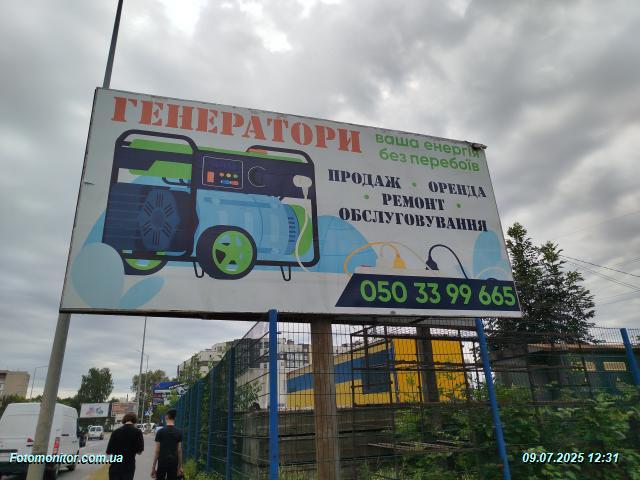 ГЕНЕРАТОРИ
ваша енергія
без перебоїв
ПРОДАЖ • ОРЕНДА
• РЕМОНТ •
ОБСЛУГОВУВАННЯ
050 33 99 665
Fotomonitor.com.ua
09.07.2025 12:31